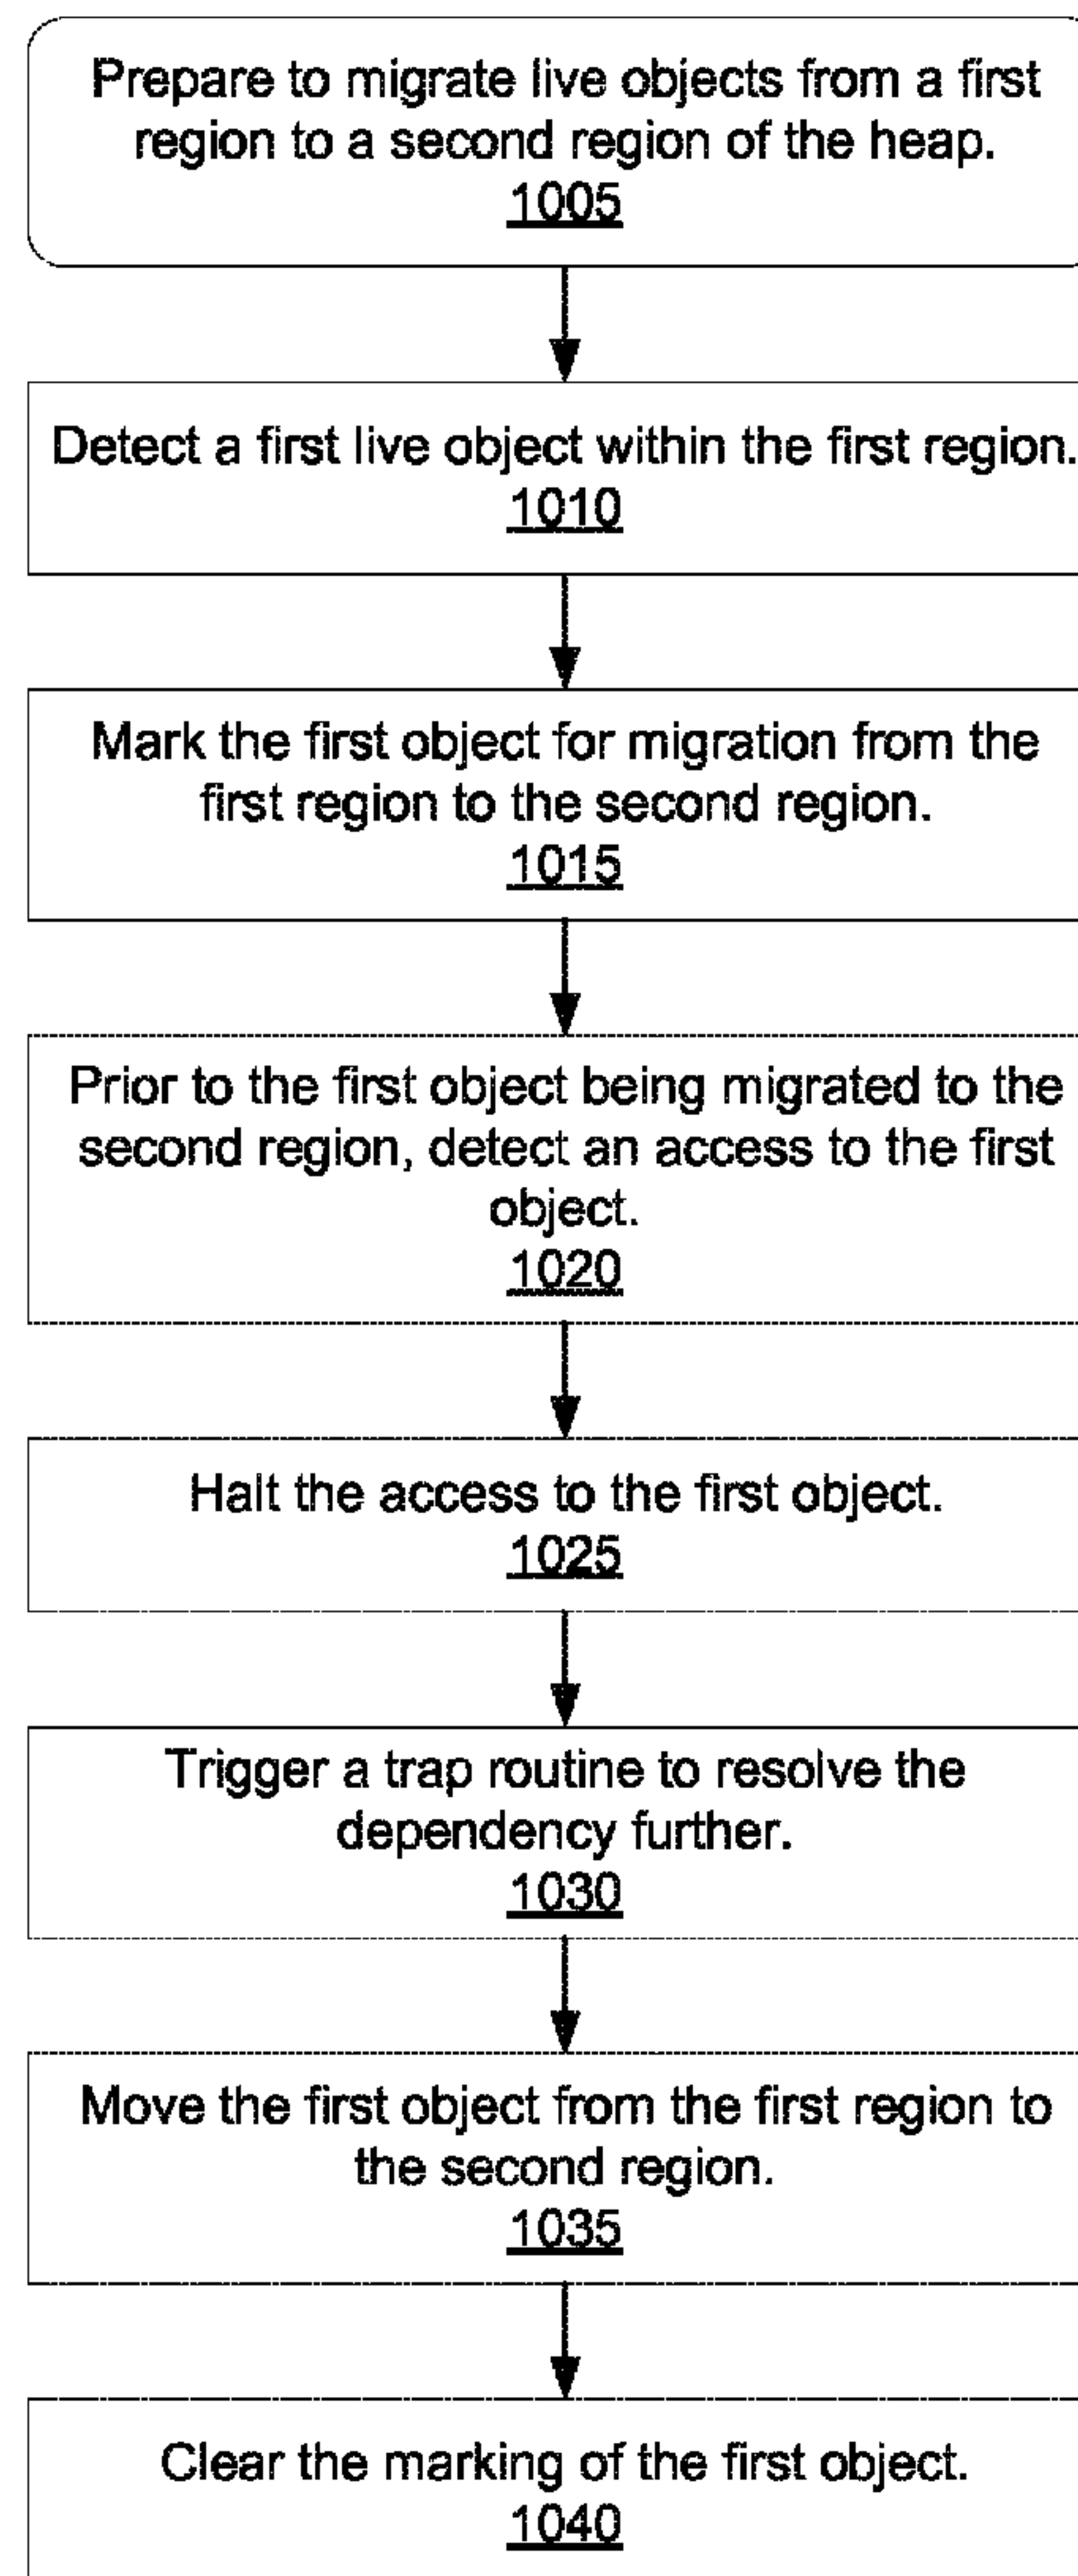 Prepare to migrate live objects from a first
region to a second region of the heap.
1005
Detect a first live object within the first region.
1010
Mark the first object for migration from the
first region to the second region.
1015
Prior to the first object being migrated to the
second region, detect an access to the first
object.
1020
Halt the access to the first object.
1025
Trigger a trap routine to resolve the
dependency further.
1030
Move the first object from the first region to
the second region.
1035
Clear the marking of the first object.
1040